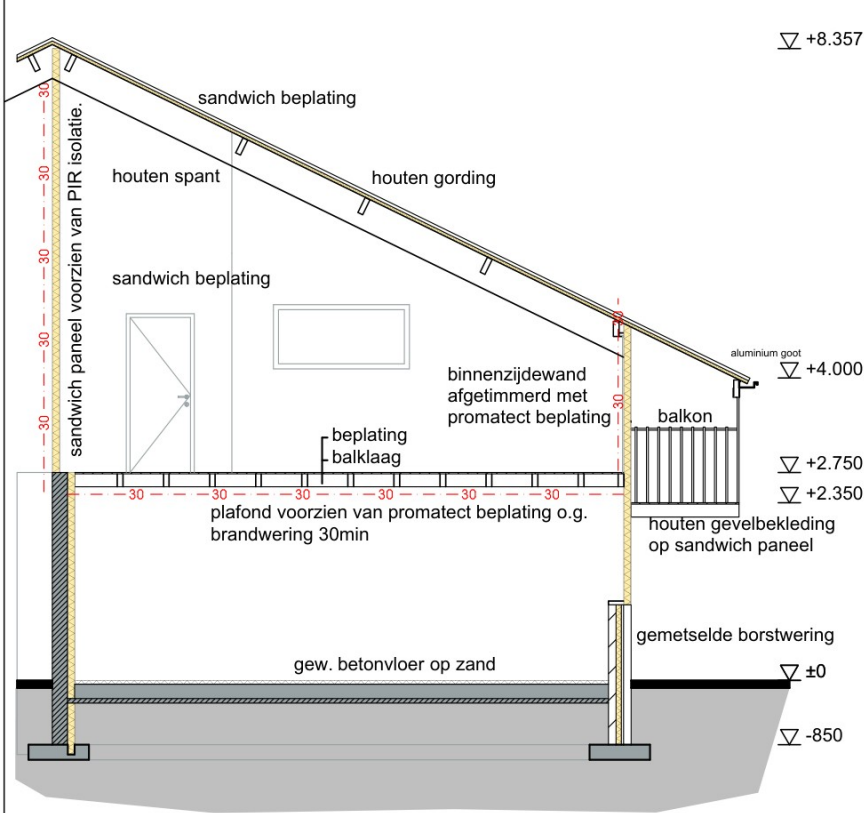 +8.357
sandwich beplating
houten spant
houten gording
sandwich paneel voorzien van PIR isolatie.
sandwich beplating
30
30
30
30
30
30
30
aluminium goot
+4.000
binnenzijdewand
afgetimmerd met
promatect beplating
balkon
beplating
balklaag
+2.750
+2.350
30
30
30
30
30
30
plafond voorzien van promatect beplating o.g.
brandwering 30min
houten gevelbekleding
op sandwich paneel
gemetselde borstwering
gew. betonvloer op zand
±0
-850